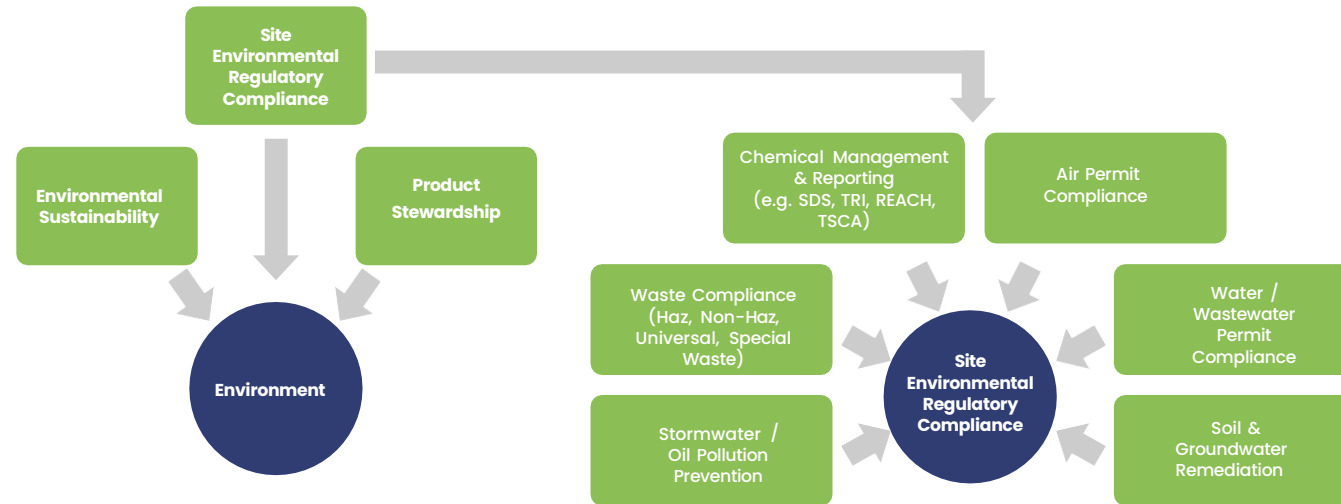 Site
Environmental
Regulatory
Compliance
Environmental
Sustainability
Product
Stewardship
Environment
Chemical Management
& Reporting
(e.g. SDS, TRI, REACH,
TSCA)
Air Permit
Compliance
Waste Compliance
(Haz, Non-Haz,
Universal, Special
Waste)
Water /
Wastewater
Permit
Compliance
Site
Environmental
Regulatory
Compliance
Stormwater /
Oil Pollution
Prevention
Soil &
Groundwater
Remediation